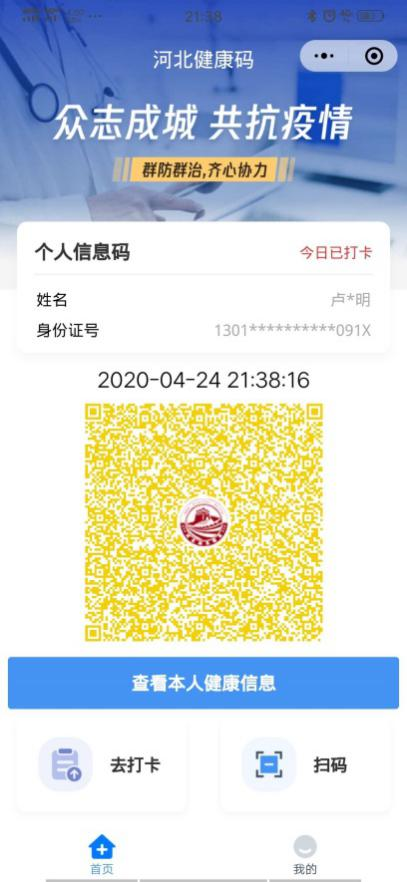 21:38
河北健康码
众志成城 共抗疫情
群防群治,齐心协力
个人信息码 今日已打卡
姓名 卢*明
身份证号 1301**********091X
2020-04-24 21:38:16
查看本人健康信息
去打卡 扫码
首页 我的